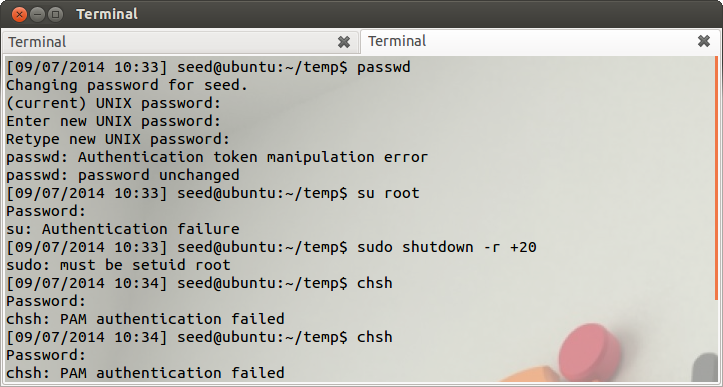 Terminal
Terminal
Terminal
[09/07/2014 10:33] seed@ubuntu:~/temp$ passwd
Changing password for seed.
(current) UNIX password:
Enter new UNIX password:
Retype new UNIX password:
passwd: Authentication token manipulation error
passwd: password unchanged
[09/07/2014 10:33] seed@ubuntu:~/temp$ su root
Password:
su: Authentication failure
[09/07/2014 10:33] seed@ubuntu:~/temp$ sudo shutdown -r +20
sudo: must be setuid root
[09/07/2014 10:34] seed@ubuntu:~/temp$ chsh
Password:
chsh: PAM authentication failed
[09/07/2014 10:34] seed@ubuntu:~/temp$ chsh
Password:
chsh: PAM authentication failed